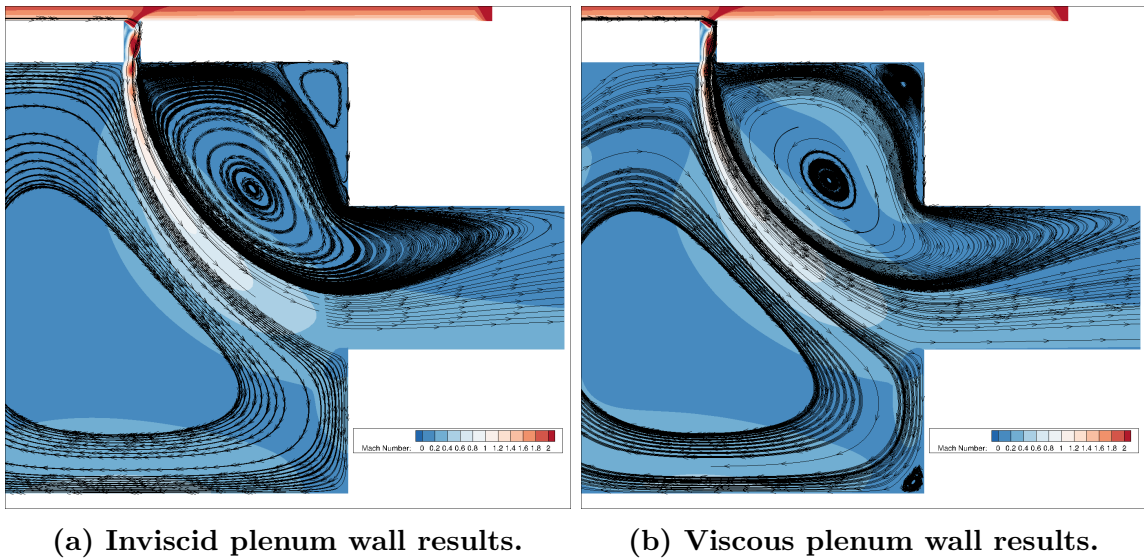 Mach Number: 0 0.2 0.4 0.6 0.8 1 1.2 1.4 1.6 1.8 2
Mach Number: 0 0.2 0.4 0.6 0.8 1 1.2 1.4 1.6 1.8 2
(a) Inviscid plenum wall results.
(b) Viscous plenum wall results.